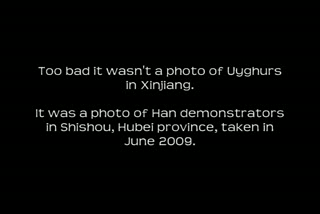 Too bad it wasn't a photo of Uyghurs
in Xinjiang.
It was a photo of Han demonstrators
in Shishou, Hubei province, taken in
June 2009.